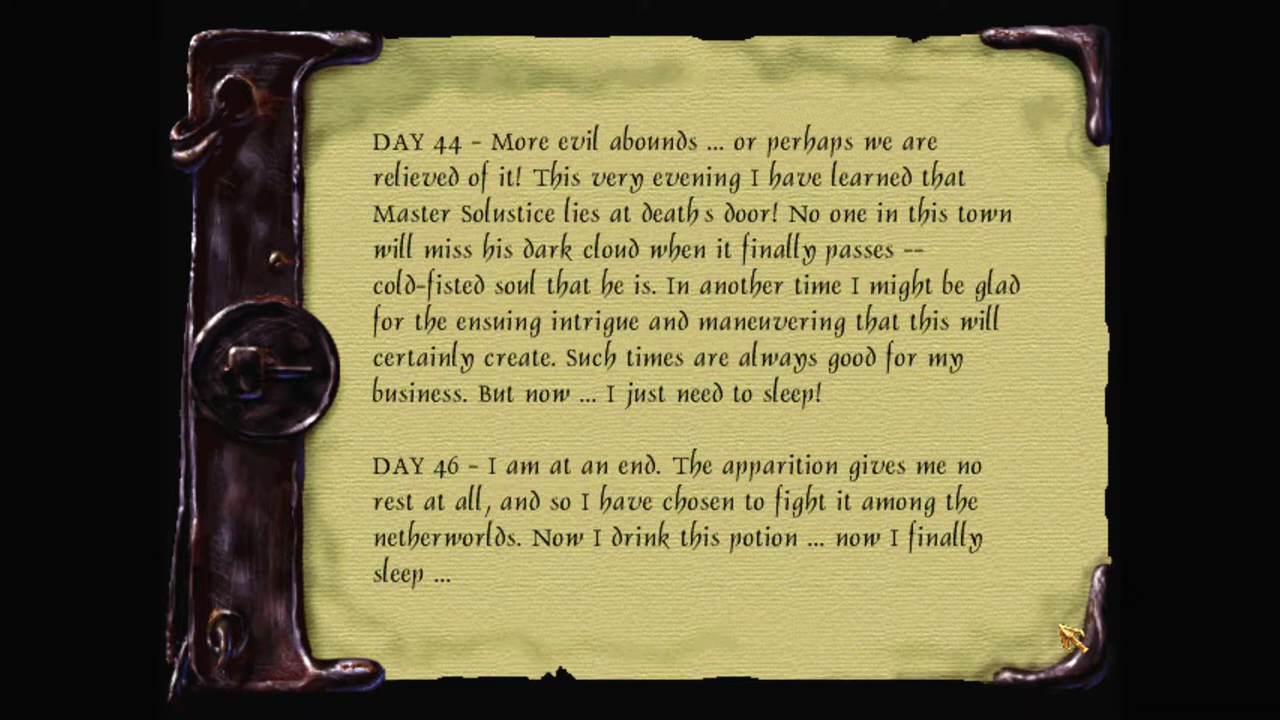 DAY 44 - More evil abounds ... or perhaps we are
relieved of it! This very evening I have learned that
Master Solustice lies at death s door! No one in this town
will miss his dark cloud when it finally passes --
cold-fisted soul that he is. In another time I might be glad
for the ensuing intrigue and maneuvering that this will
certainly create. Such times are always good for my
business. But now ... I just need to sleep!
DAY 46 - I am at an end. The apparition gives me no
rest at all, and so I have chosen to fight it among the
netherworlds. Now I drink this potion ... now I finally
sleep ...